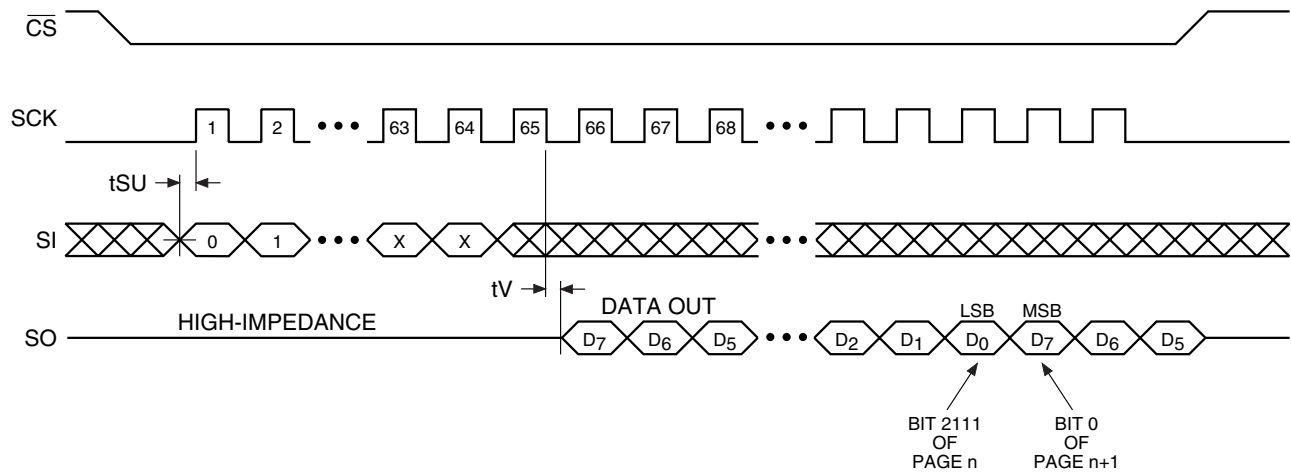 CS
SCK
1 2 ••• 63 64 65 66 67 68 •••
tSU
SI
0 1 ••• X X •••
tV
HIGH-IMPEDANCE
DATA OUT
LSB MSB
SO
D7 D6 D5 ••• D2 D1 D0 D7 D6 D5
BIT 2111
OF
PAGE n
BIT 0
OF
PAGE n+1